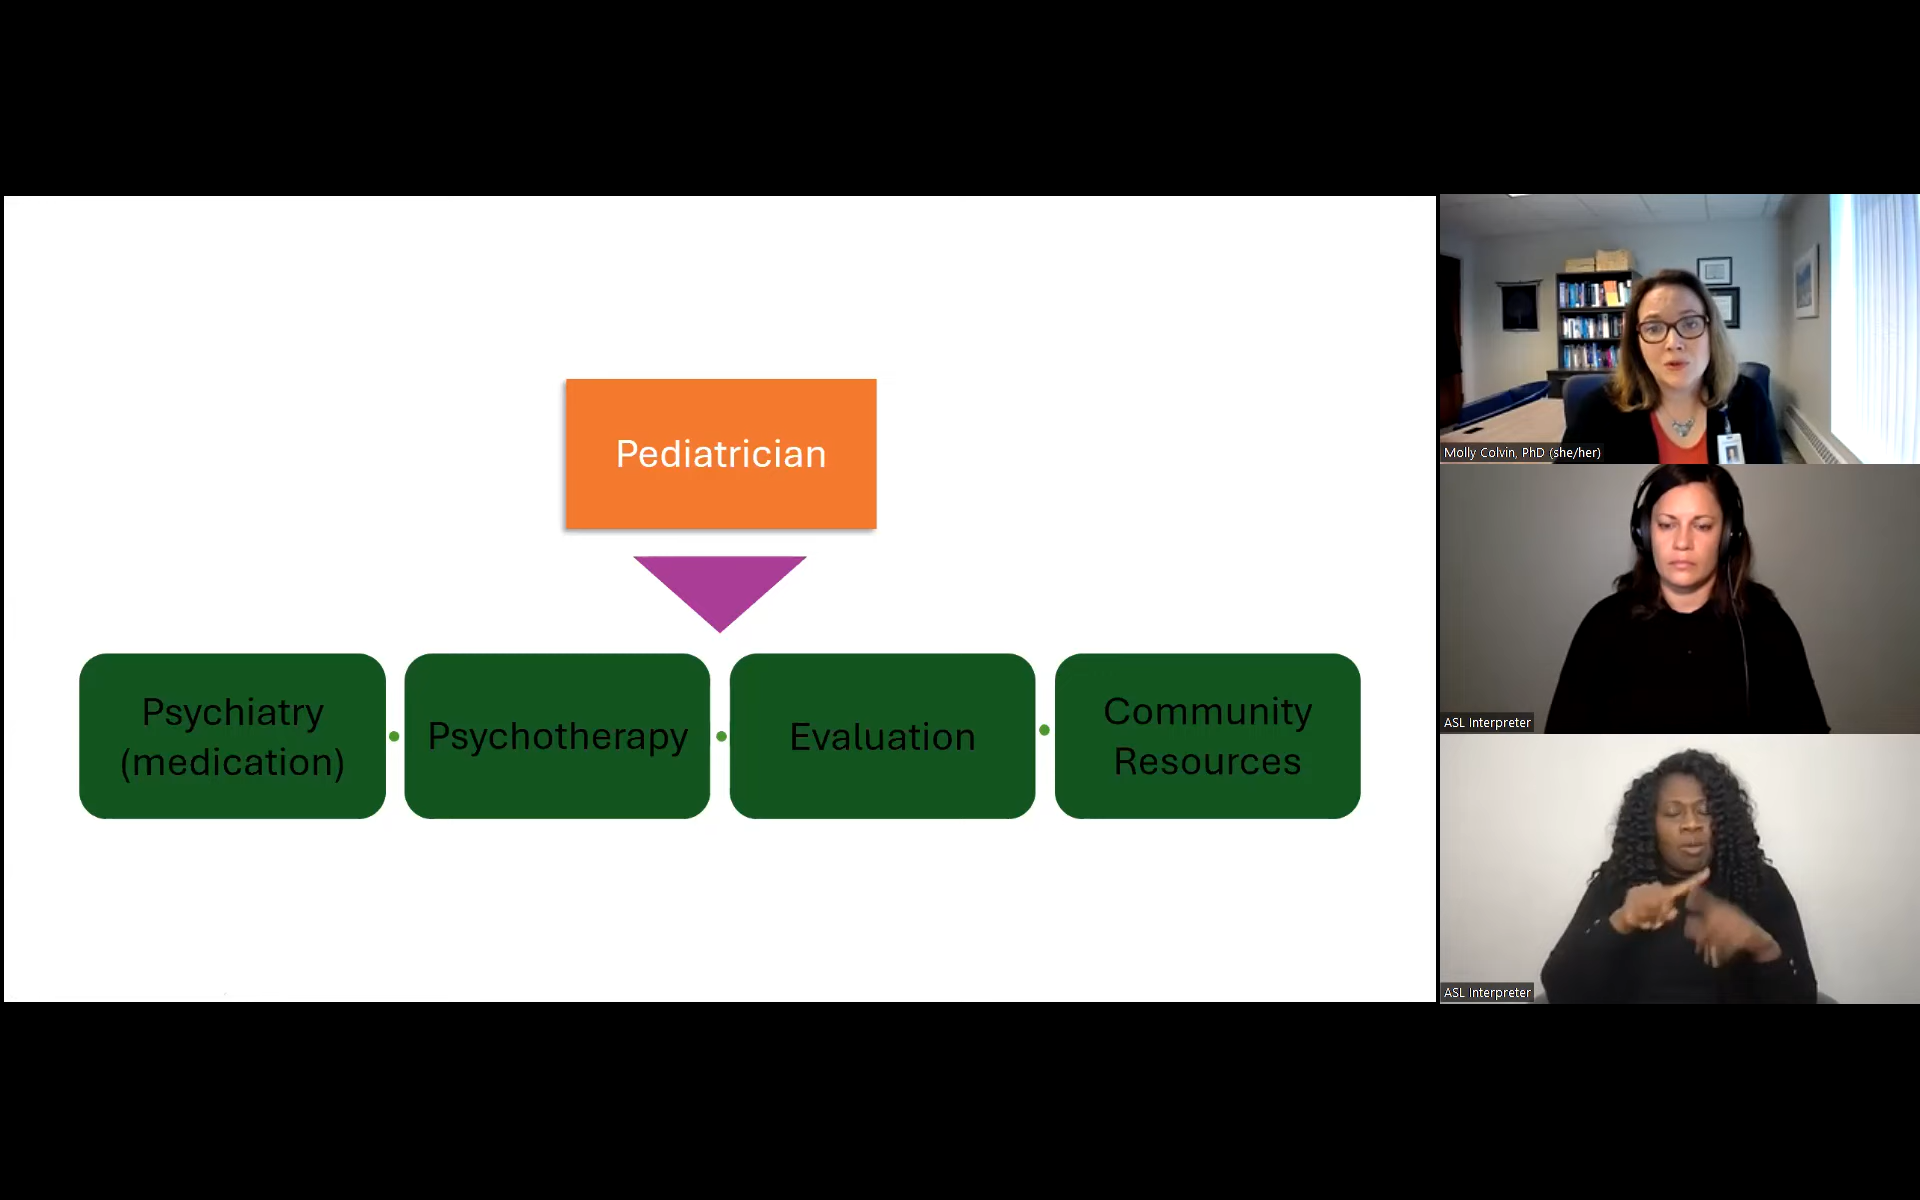 Pediatrician
Psychiatry
(medication)
Psychotherapy
Evaluation
Community
Resources
Molly Colvin, PhD (she/her)
ASL Interpreter
ASL Interpreter